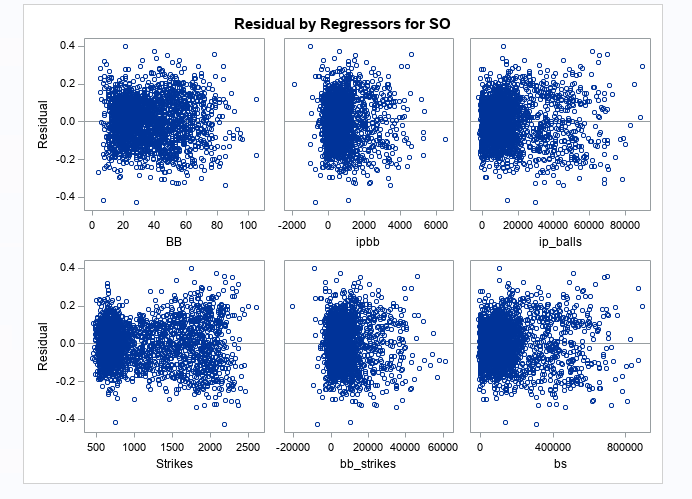 Residual by Regressors for SO
0.4
0.2
0.0
-0.2
-0.4
Residual
0 20 40 60 80 100
BB
-2000 0 2000 4000 6000
ipbb
0 20000 40000 60000 80000
ip_balls
0.4
0.2
0.0
-0.2
-0.4
Residual
500 1000 1500 2000 2500
Strikes
-20000 0 20000 40000 60000
bb_strikes
0 400000 800000
bs